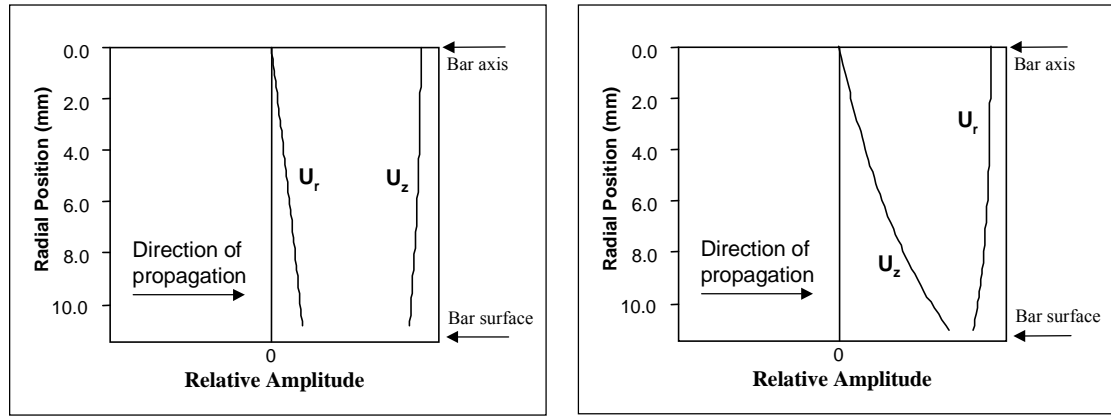 0.0
2.0
4.0
6.0
8.0
10.0
Radial Position (mm)
Bar axis
Ur
Uz
Direction of
propagation
Bar surface
0
Relative Amplitude
0.0
2.0
4.0
6.0
8.0
10.0
Radial Position (mm)
Bar axis
Ur
Uz
Direction of
propagation
Bar surface
0
Relative Amplitude